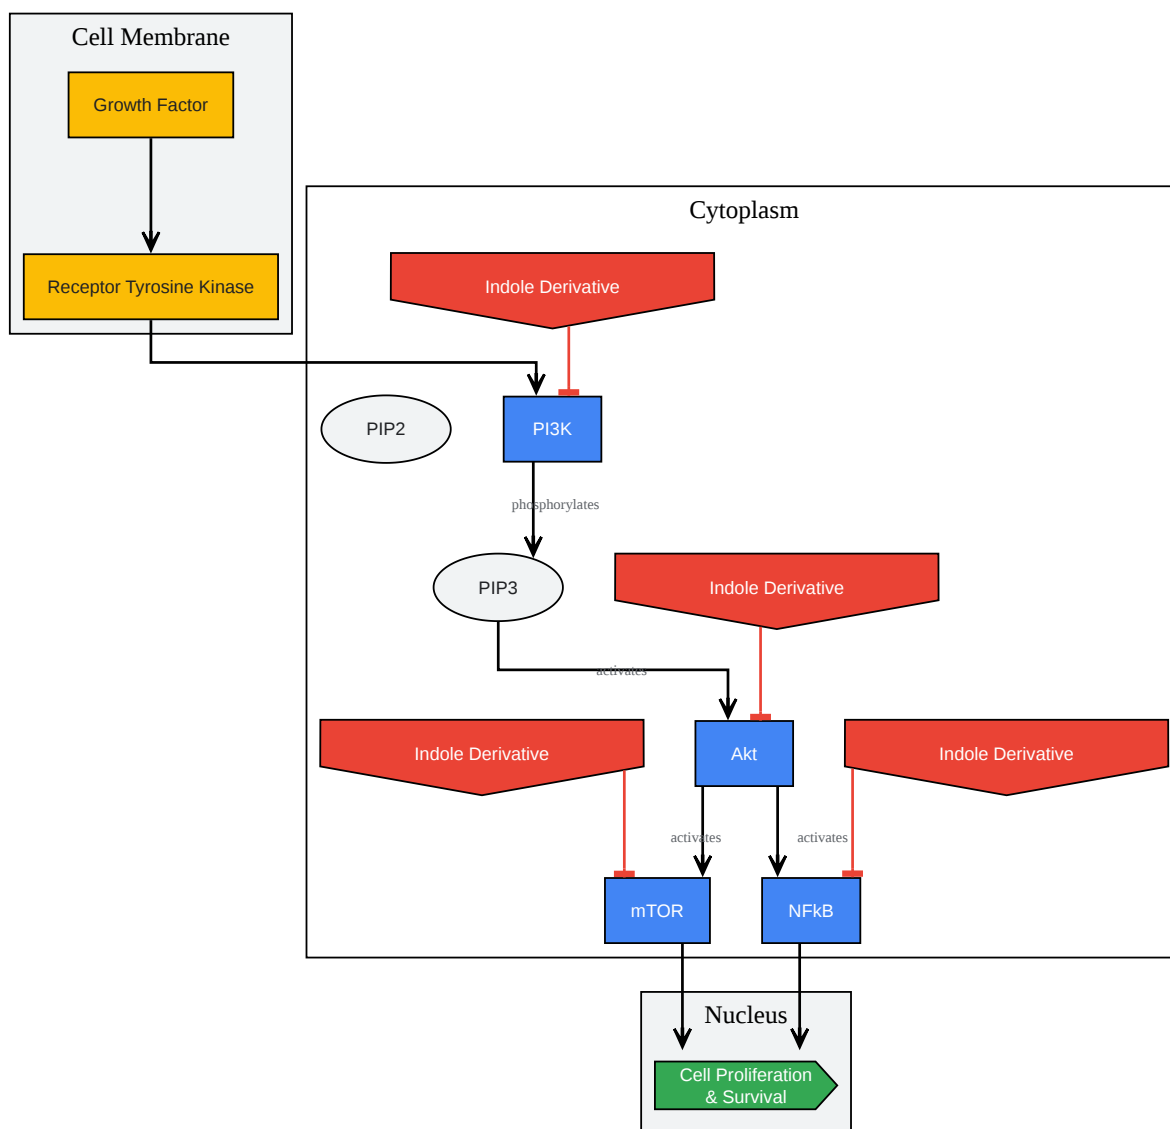 Cell Membrane
Growth Factor
Receptor Tyrosine Kinase
Cytoplasm
Indole Derivative
PIP2
PI3K
phosphorylates
PIP3
Indole Derivative
activates
Indole Derivative
Akt
Indole Derivative
activates
activates
mTOR
NFkB
Nucleus
Cell Proliferation
& Survival